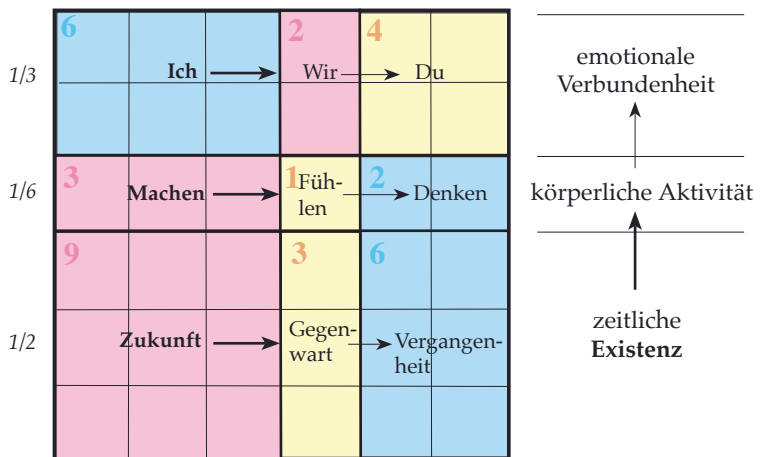 6 2 4
1/3 Ich Wir Du
emotionale
Verbundenheit
3 1 2
1/6 Machen Füh-
len Denken
körperliche Aktivität
9 3 6
1/2 Zukunft Gegen-
wart Vergangen-
heit
zeitliche
Existenz